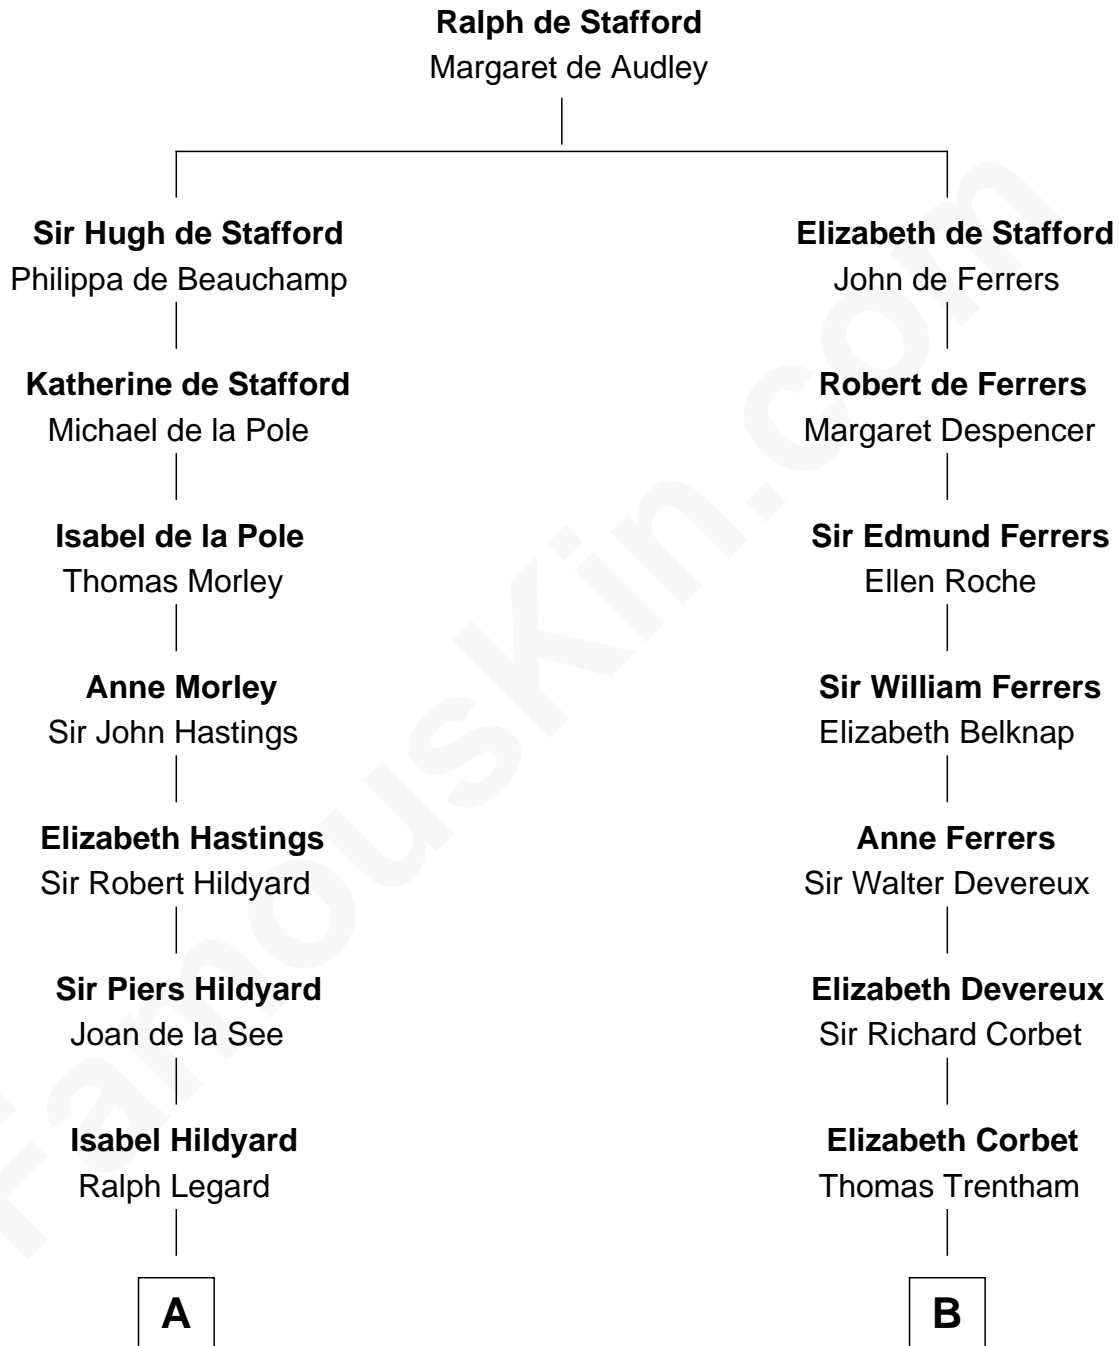 Ralph de Stafford
Margaret de Audley
Sir Hugh de Stafford
Philippa de Beauchamp
Katherine de Stafford
Michael de la Pole
Isabel de la Pole
Thomas Morley
Anne Morley
Sir John Hastings
Elizabeth Hastings
Sir Robert Hildyard
Sir Piers Hildyard
Joan de la See
Isabel Hildyard
Ralph Legard
A
Elizabeth de Stafford
John de Ferrers
Robert de Ferrers
Margaret Despencer
Sir Edmund Ferrers
Ellen Roche
Sir William Ferrers
Elizabeth Belknap
Anne Ferrers
Sir Walter Devereux
Elizabeth Devereux
Sir Richard Corbet
Elizabeth Corbet
Thomas Trentham
B
FamousKin.com